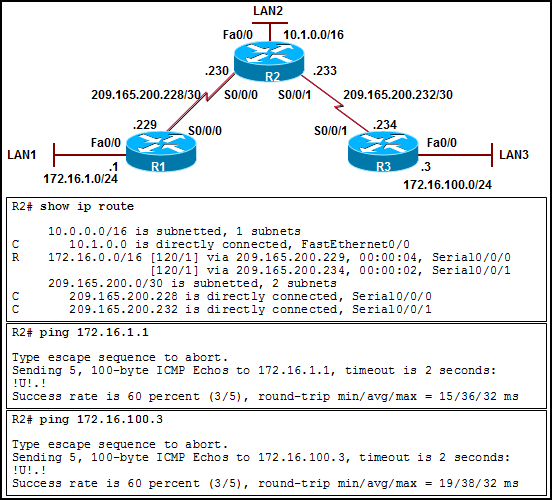 LAN2
Fa0/0 10.1.0.0/16
.230 R2 .233
209.165.200.228/30 S0/0/0 S0/0/1 209.165.200.232/30
.229 S0/0/0 S0/0/1 .234
LAN1 Fa0/0 R1 R3 Fa0/0 LAN3
.1 .3
172.16.1.0/24 172.16.100.0/24
R2# show ip route
10.0.0.0/16 is subnetted, 1 subnets
C 10.1.0.0 is directly connected, FastEthernet0/0
R 172.16.0.0/16 [120/1] via 209.165.200.229, 00:00:04, Serial0/0/0
[120/1] via 209.165.200.234, 00:00:02, Serial0/0/1
209.165.200.0/30 is subnetted, 2 subnets
C 209.165.200.228 is directly connected, Serial0/0/0
C 209.165.200.232 is directly connected, Serial0/0/1
R2# ping 172.16.1.1
Type escape sequence to abort.
Sending 5, 100-byte ICMP Echos to 172.16.1.1, timeout is 2 seconds:
!U!.!
Success rate is 60 percent (3/5), round-trip min/avg/max = 15/36/32 ms
R2# ping 172.16.100.3
Type escape sequence to abort.
Sending 5, 100-byte ICMP Echos to 172.16.100.3, timeout is 2 seconds:
!U!.!
Success rate is 60 percent (3/5), round-trip min/avg/max = 19/38/32 ms